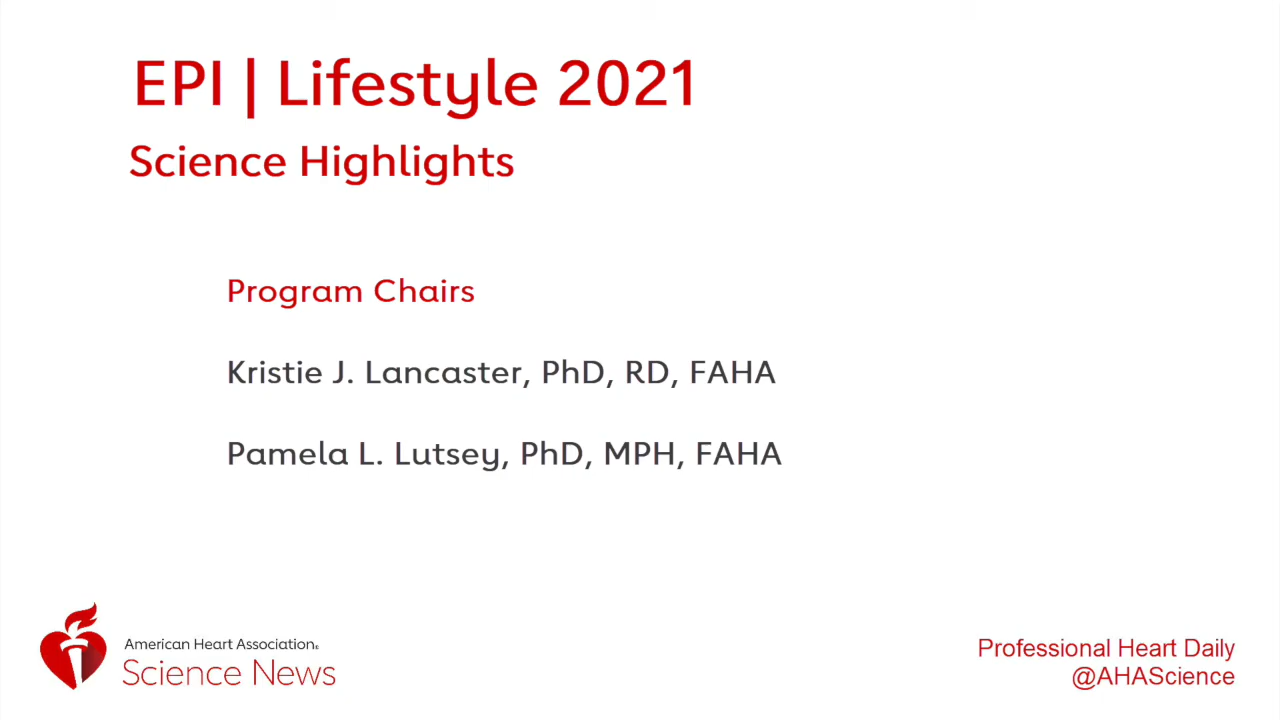 EPI | Lifestyle 2021
Science Highlights
Program Chairs
Kristie J. Lancaster, PhD, RD, FAHA
Pamela L. Lutsey, PhD, MPH, FAHA
American Heart Association®
Science News
Professional Heart Daily
@AHAScience